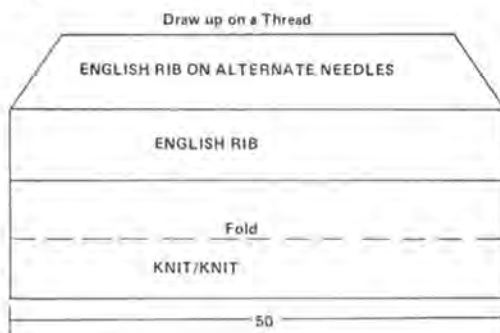 Draw up on a Thread
ENGLISH RIB ON ALTERNATE NEEDLES
ENGLISH RIB
Fold
KNIT/KNIT
50